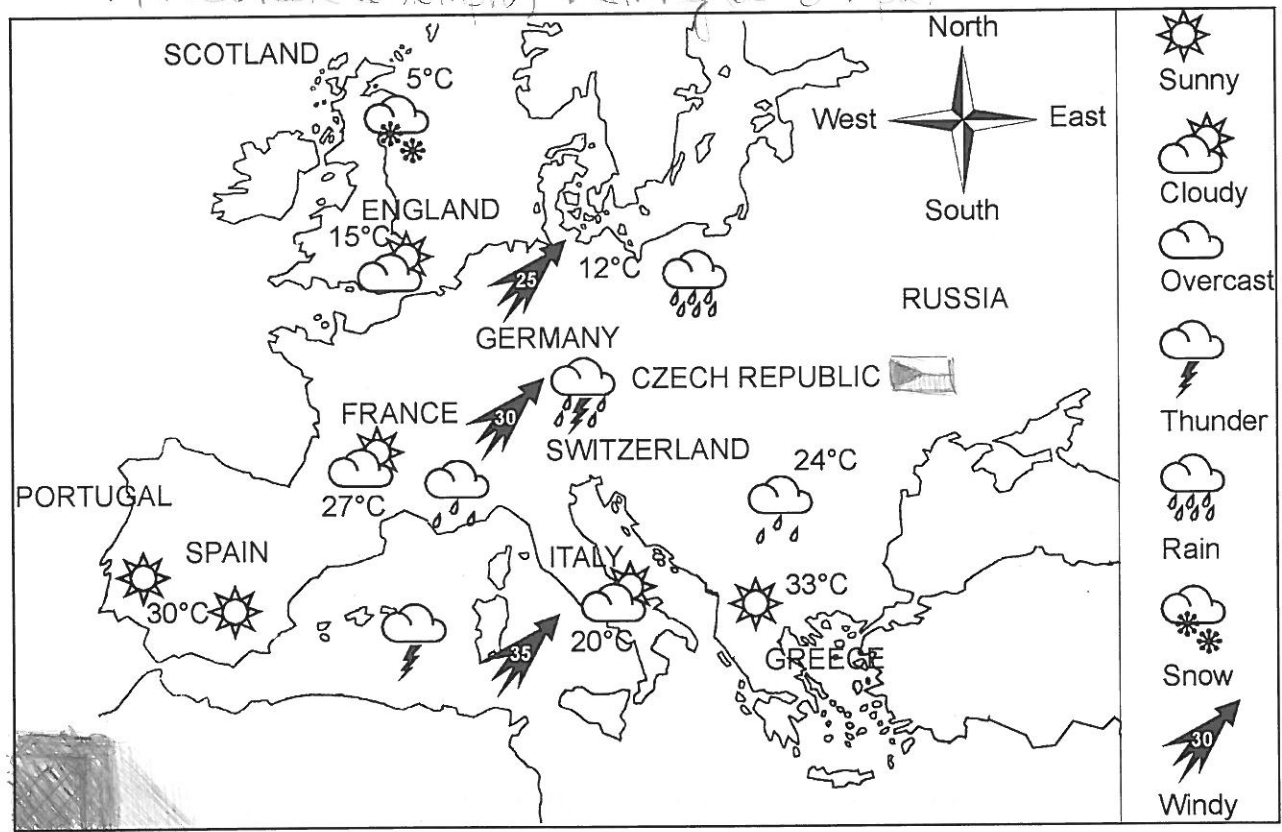 North
SCOTLAND
5°C
Sunny
West
East
Cloudy
South
ENGLAND
15°C
12°C
25
Overcast
RUSSIA
GERMANY
CZECH REPUBLIC
30
FRANCE
Thunder
SWITZERLAND
24°C
27°C
PORTUGAL
Rain
SPAIN
ITALY
33°C
30°C
20°C
35
GREECE
Snow
30
Windy